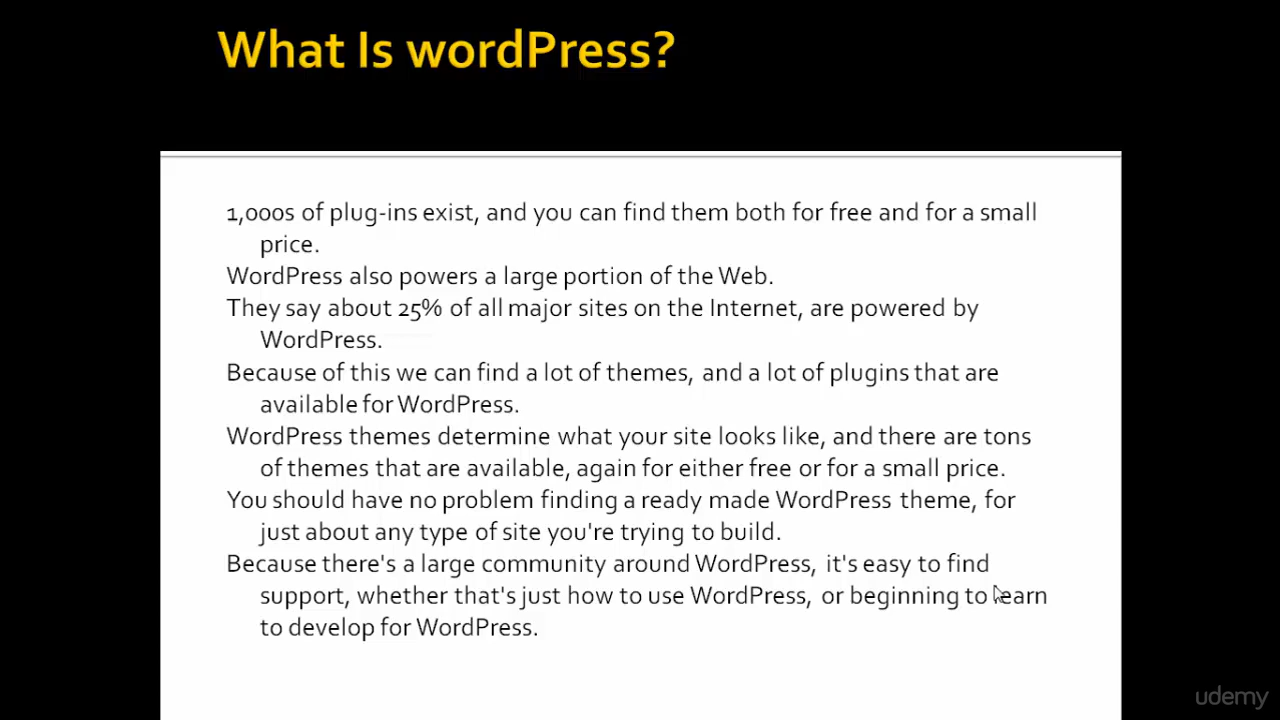 What Is wordPress?
1,000s of plug-ins exist, and you can find them both for free and for a small
price.
WordPress also powers a large portion of the Web.
They say about 25% of all major sites on the Internet, are powered by
WordPress.
Because of this we can find a lot of themes, and a lot of plugins that are
available for WordPress.
WordPress themes determine what your site looks like, and there are tons
of themes that are available, again for either free or for a small price.
You should have no problem finding a ready made WordPress theme, for
just about any type of site you're trying to build.
Because there's a large community around WordPress, it's easy to find
support, whether that's just how to use WordPress, or beginning to learn
to develop for WordPress.
udemy